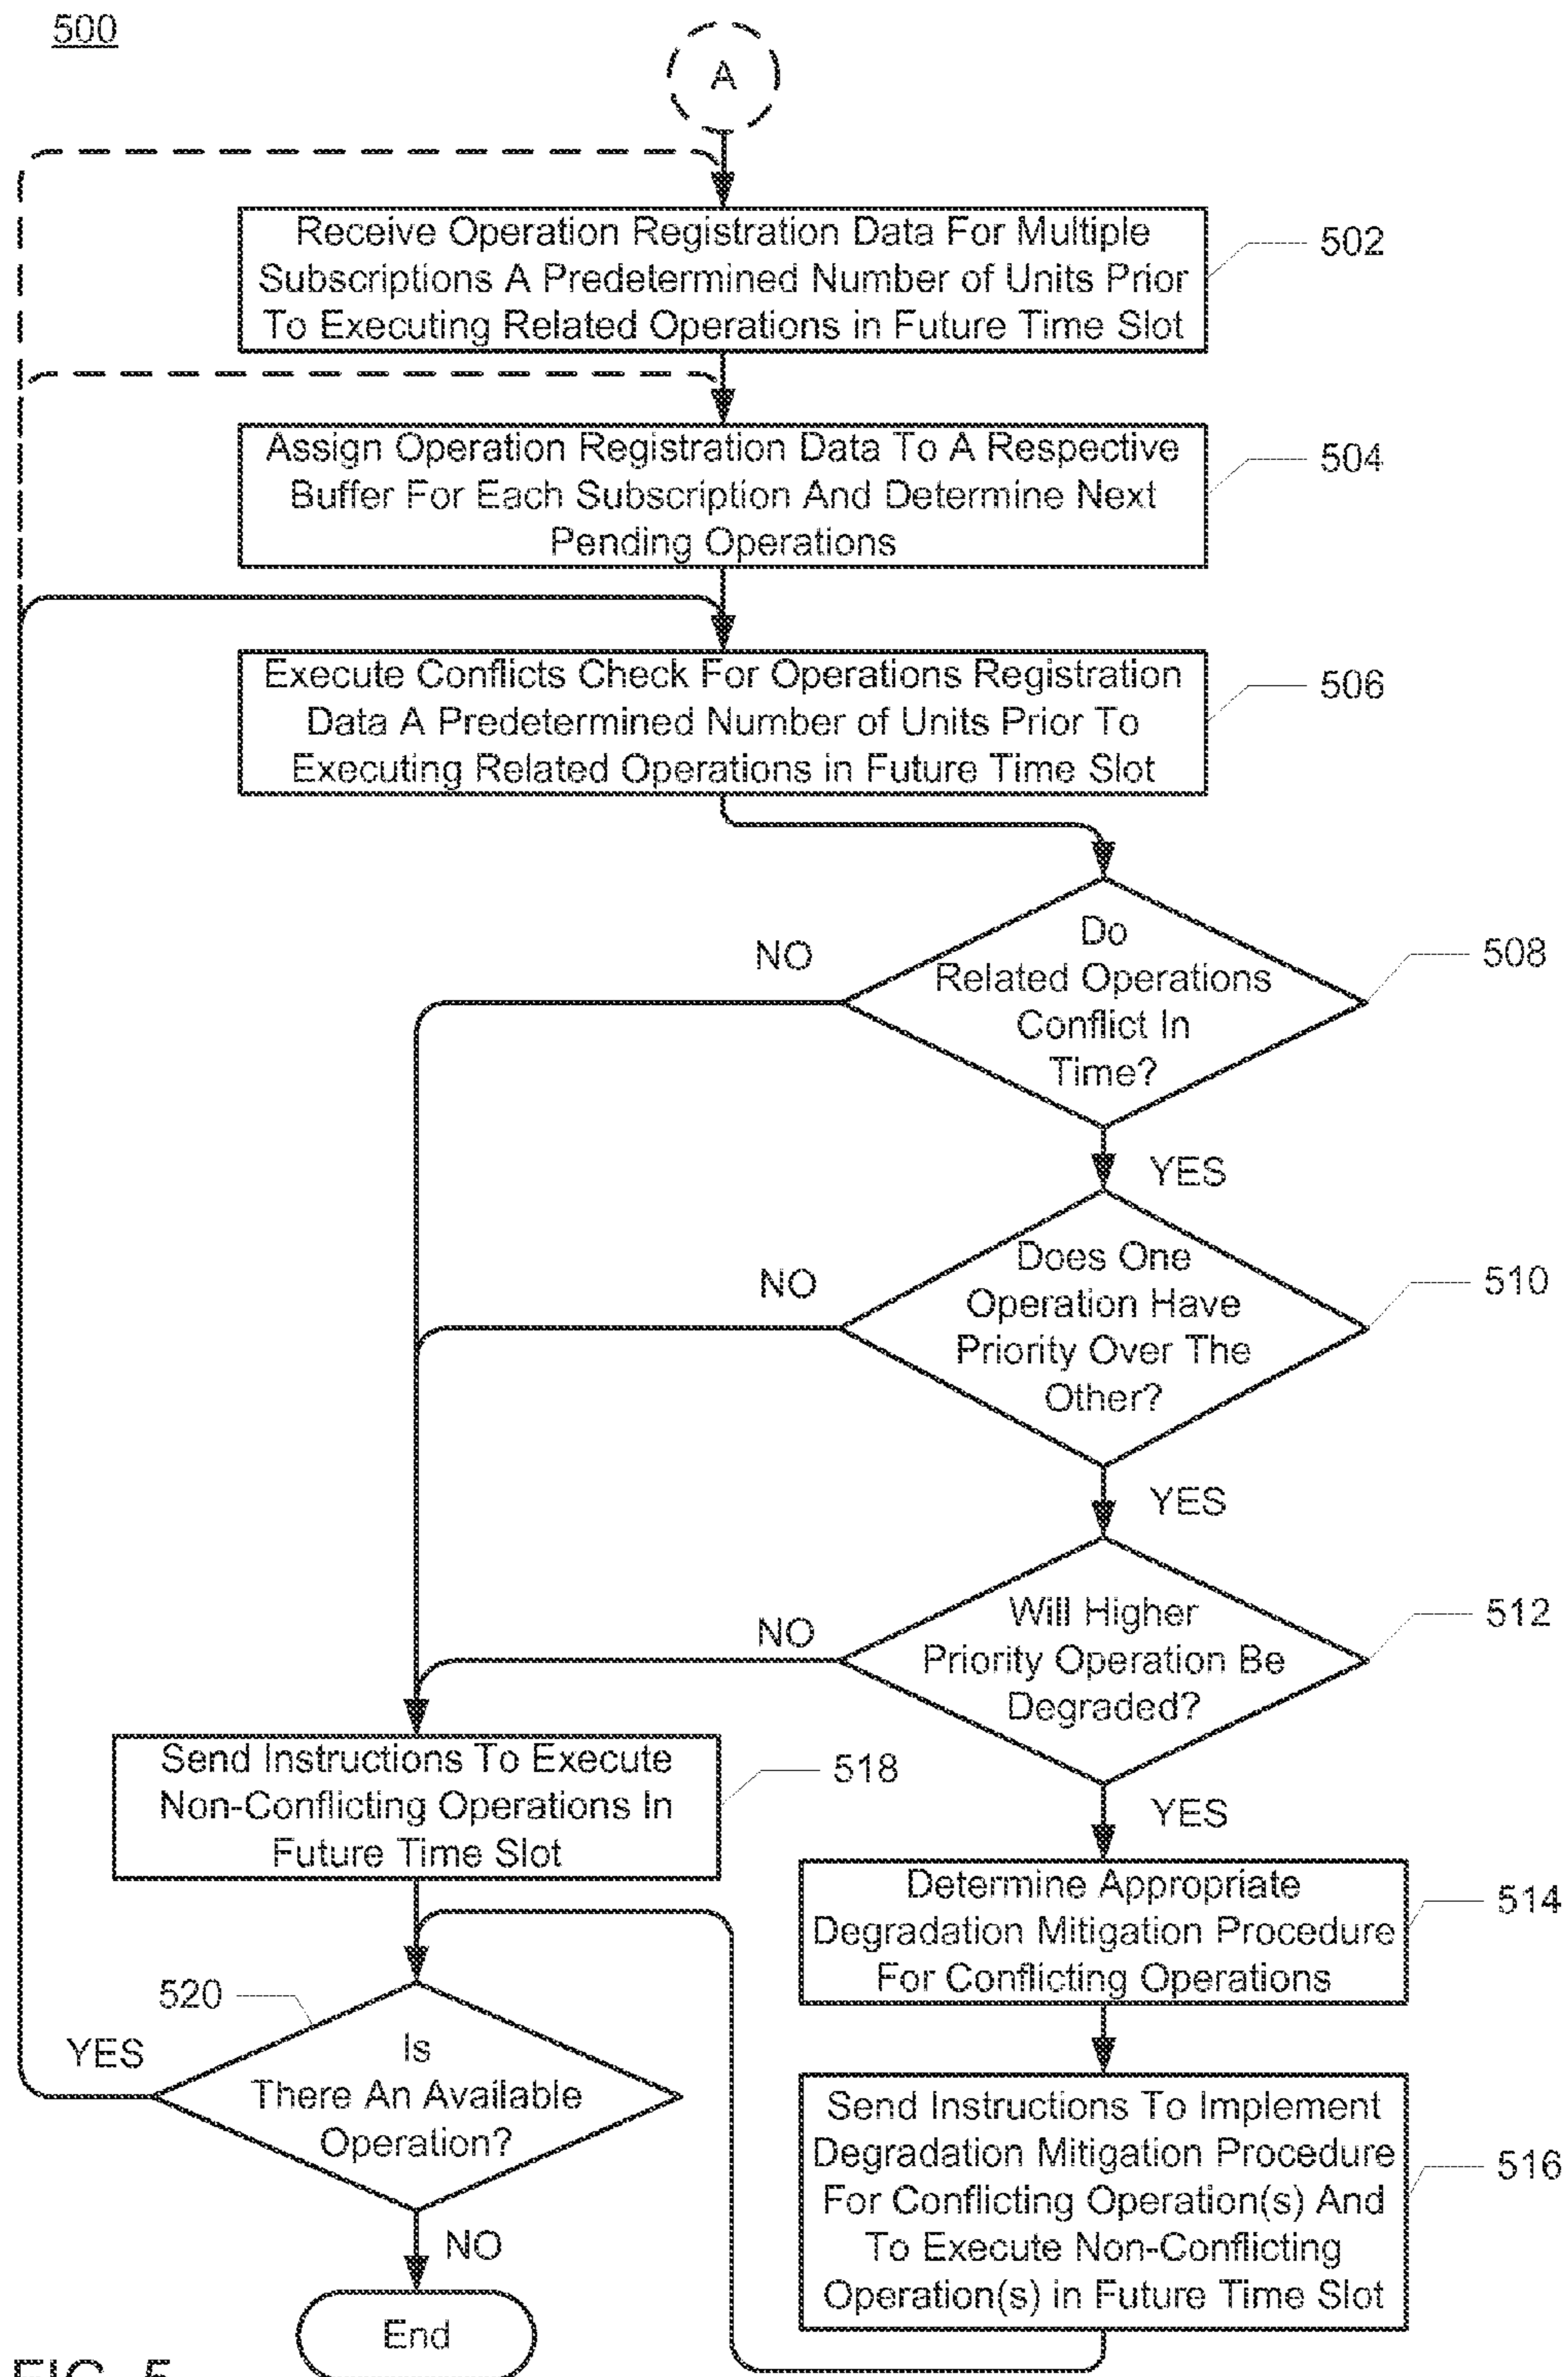 500
A
Receive Operation Registration Data For Multiple
Subscriptions A Predetermined Number of Units Prior
To Executing Related Operations in Future Time Slot
502
Assign Operation Registration Data To A Respective
Buffer For Each Subscription And Determine Next
Pending Operations
504
Execute Conflicts Check For Operations Registration
Data A Predetermined Number of Units Prior To
Executing Related Operations in Future Time Slot
506
Do
Related Operations
Conflict In
Time?
508
NO
YES
Does One
Operation Have
Priority Over The
Other?
510
NO
YES
Will Higher
Priority Operation Be
Degraded?
512
NO
YES
Send Instructions To Execute
Non-Conflicting Operations In
Future Time Slot
518
Determine Appropriate
Degradation Mitigation Procedure
For Conflicting Operations
514
520
Is
There An Available
Operation?
YES
NO
Send Instructions To Implement
Degradation Mitigation Procedure
For Conflicting Operation(s) And
To Execute Non-Conflicting
Operation(s) in Future Time Slot
516
End
FIG. 5